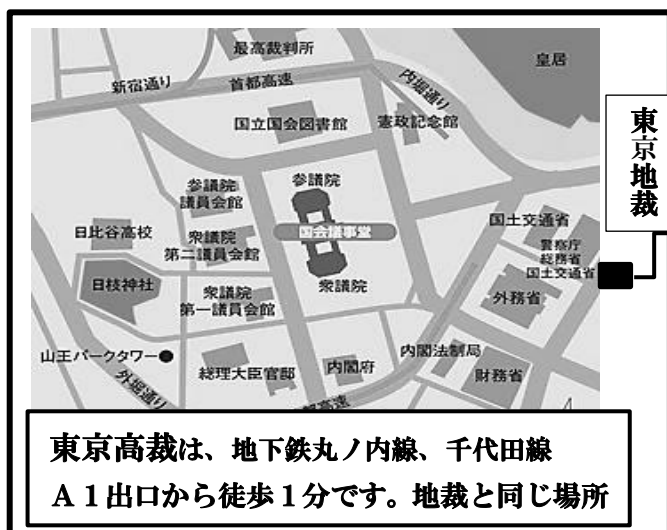 最高裁判所
皇居
新宿通り
首都高速
内堀通り
国立国会図書館
憲政記念館
東京地裁
参議院
議員会館
参議院
国土交通省
日比谷高校
衆議院
第二議員会館
国会議事堂
警察庁
総務省
国土交通省
日枝神社
衆議院
衆議院
第一議員会館
外務省
山王パークタワー
外堀通り
総理大臣官邸
内閣府
内閣法制局
財務省
高速
東京高裁は、地下鉄丸ノ内線、千代田線
A1出口から徒歩1分です。地裁と同じ場所